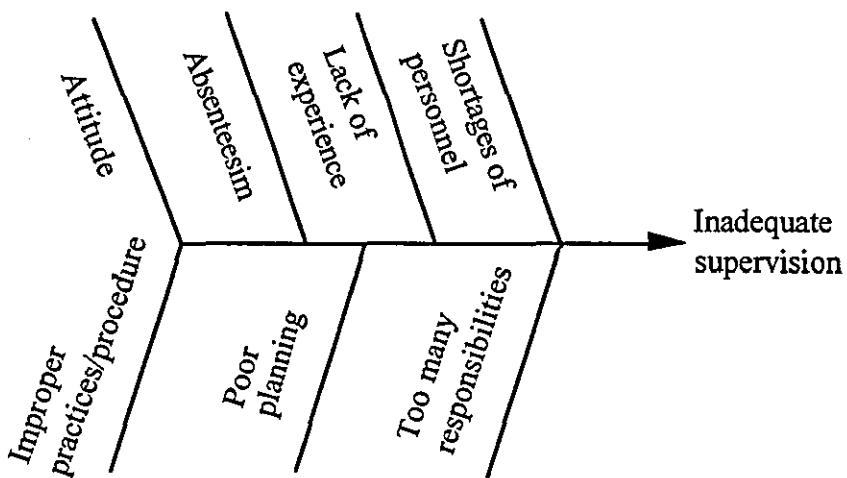 Attitude
Absenteesim
Lack of
experience
Shortages of
personnel
Inadequate
supervision
Improper
practices/procedure
Poor
planning
Too many
responsibilities